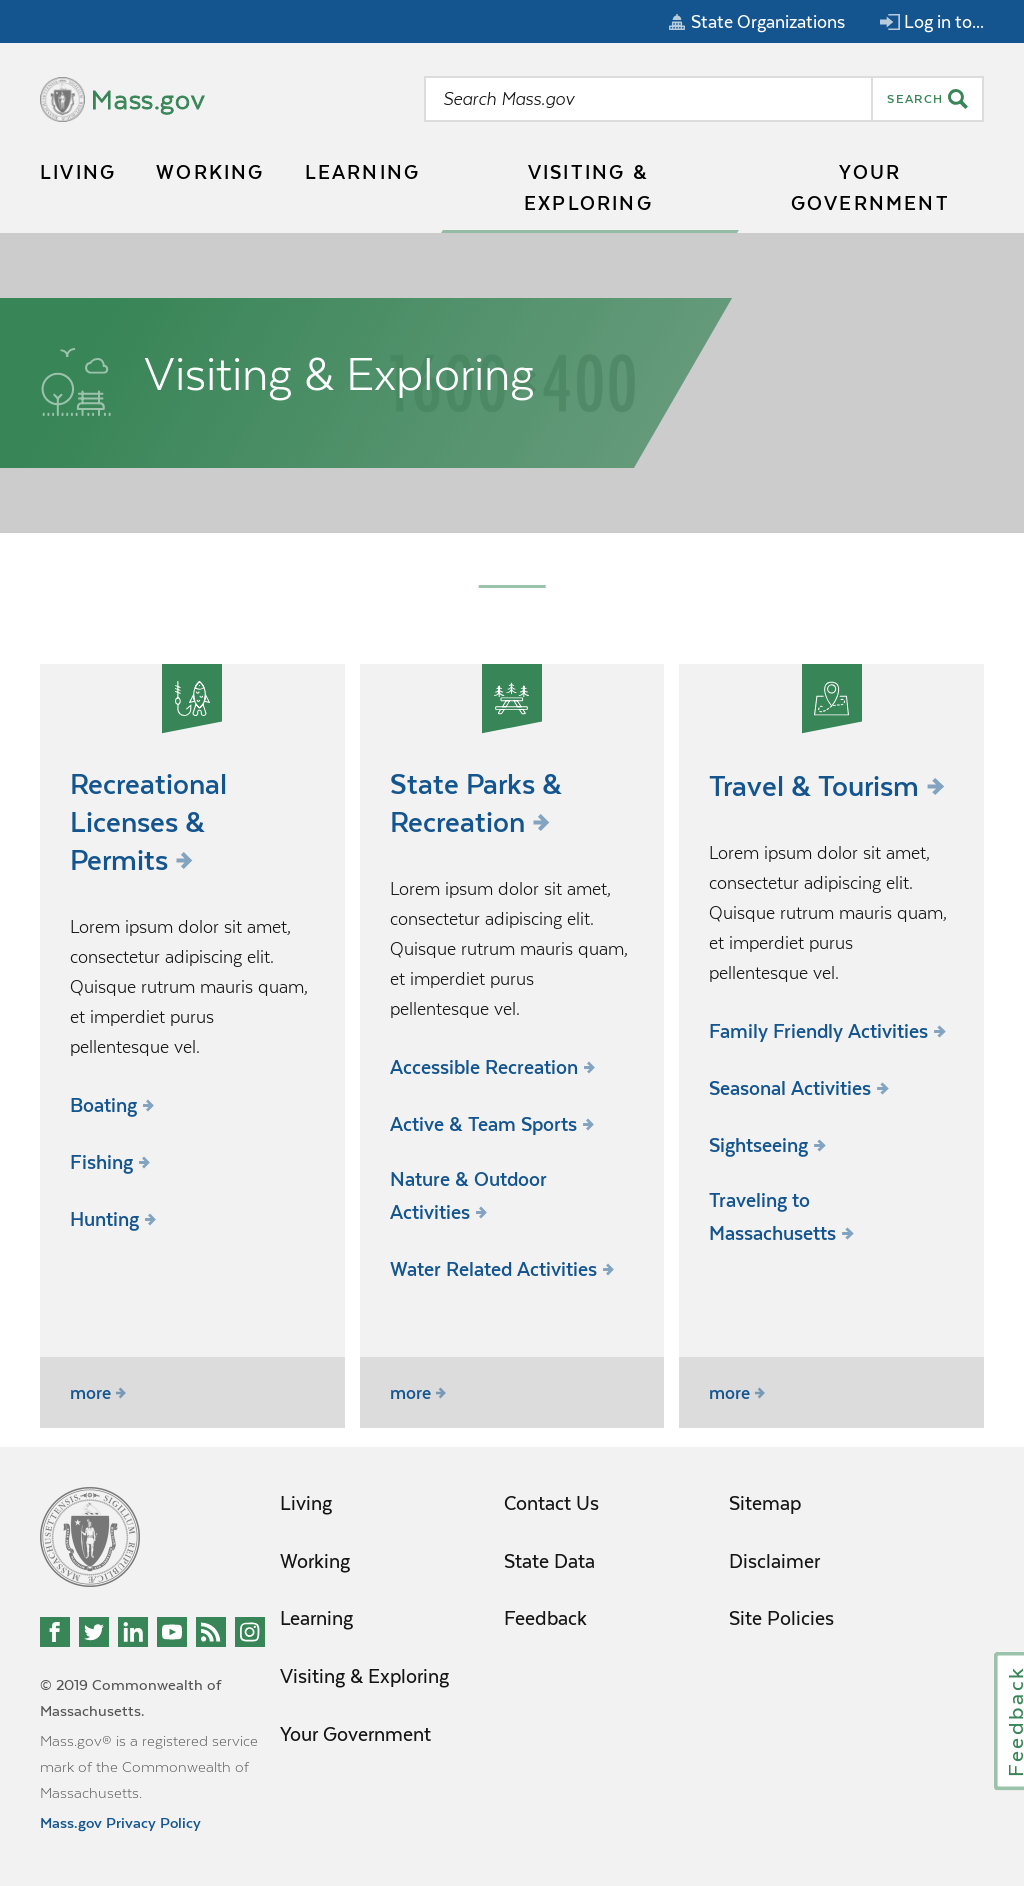 State Organizations
Log in to...
Mass.gov
Search Mass.gov
SEARCH
LIVING
WORKING
LEARNING
VISITING &
EXPLORING
YOUR
GOVERNMENT
Visiting & Exploring
Recreational
Licenses &
Permits
Lorem ipsum dolor sit amet,
consectetur adipiscing elit.
Quisque rutrum mauris quam,
et imperdiet purus
pellentesque vel.
Boating
Fishing
Hunting
more
State Parks &
Recreation
Lorem ipsum dolor sit amet,
consectetur adipiscing elit.
Quisque rutrum mauris quam,
et imperdiet purus
pellentesque vel.
Accessible Recreation
Active & Team Sports
Nature & Outdoor
Activities
Water Related Activities
more
Travel & Tourism
Lorem ipsum dolor sit amet,
consectetur adipiscing elit.
Quisque rutrum mauris quam,
et imperdiet purus
pellentesque vel.
Family Friendly Activities
Seasonal Activities
Sightseeing
Traveling to
Massachusetts
more
© 2019 Commonwealth of
Massachusetts.
Mass.gov® is a registered service
mark of the Commonwealth of
Massachusetts.
Mass.gov Privacy Policy
Living
Working
Learning
Visiting & Exploring
Your Government
Contact Us
State Data
Feedback
Sitemap
Disclaimer
Site Policies
Feedback